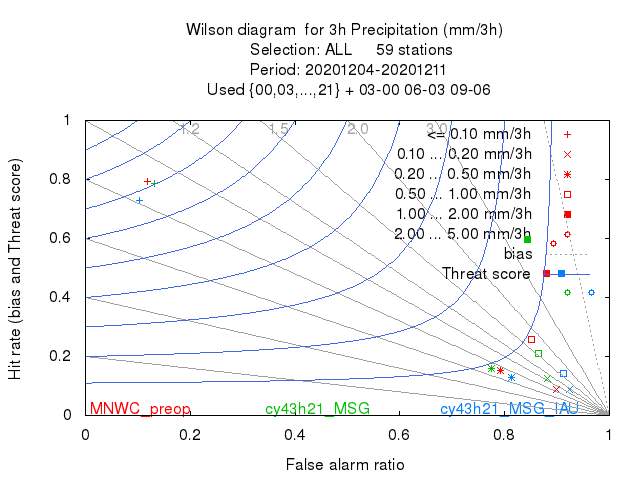 Wilson diagram for 3h Precipitation (mm/3h)
Selection: ALL 59 stations
Period: 20201204-20201211
Used {00,03,...,21} + 03-00 06-03 09-06
Hit rate (bias and Threat score)
1
0.8
0.6
0.4
0.2
0
1.2
1.5
2.0
3.0
<= 0.10 mm/3h
0.10 ... 0.20 mm/3h
0.20 ... 0.50 mm/3h
0.50 ... 1.00 mm/3h
1.00 ... 2.00 mm/3h
2.00 ... 5.00 mm/3h
bias
Threat score
MNWC_preop cy43h21_MSG cy43h21_MSG_IAU
0 0.2 0.4 0.6 0.8 1
False alarm ratio